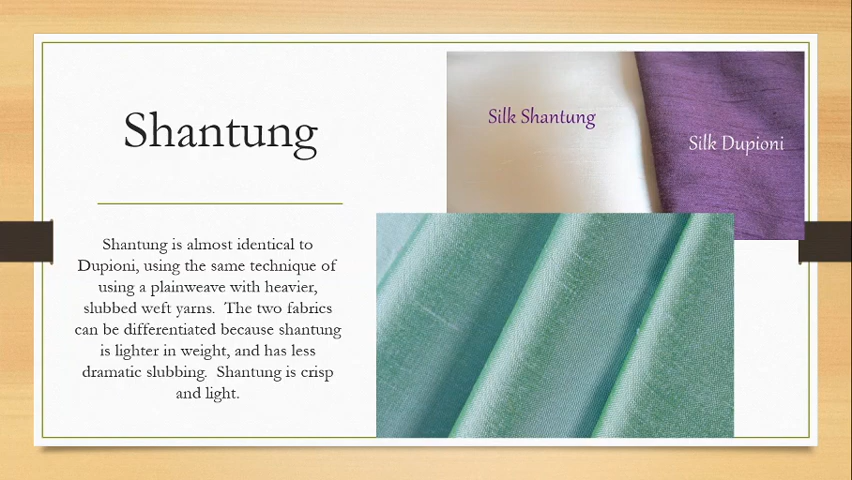 Shantung
Shantung is almost identical to
Dupioni, using the same technique of
using a plainweave with heavier,
slubbed weft yarns.  The two fabrics
can be differentiated because shantung
is lighter in weight, and has less
dramatic slubbing.  Shantung is crisp
and light.
Silk Shantung
Silk Dupioni